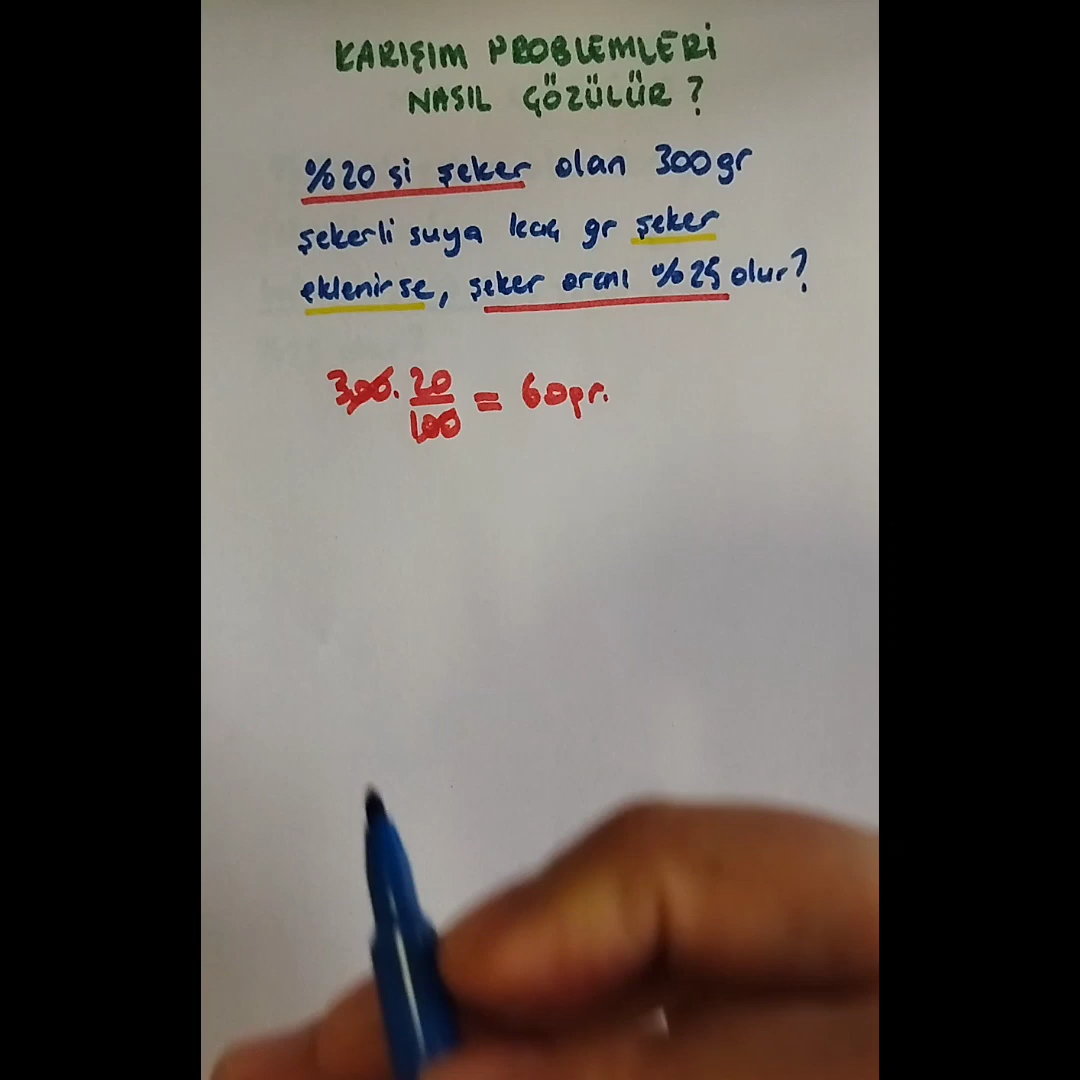 KARIŞIM PROBLEMLERİ
NASIL ÇÖZÜLÜR ?
%20 si şeker olan 300gr
şekerli suya kaç gr şeker
eklenirse, şeker oranı %25 olur?
300. 20/100 = 60gr.